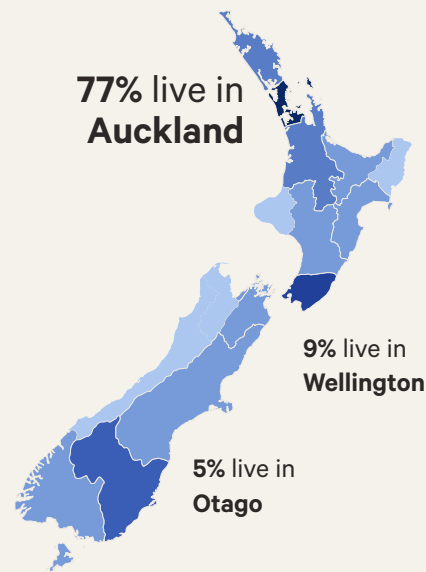 77% live in
Auckland
9% live in
Wellington
5% live in
Otago